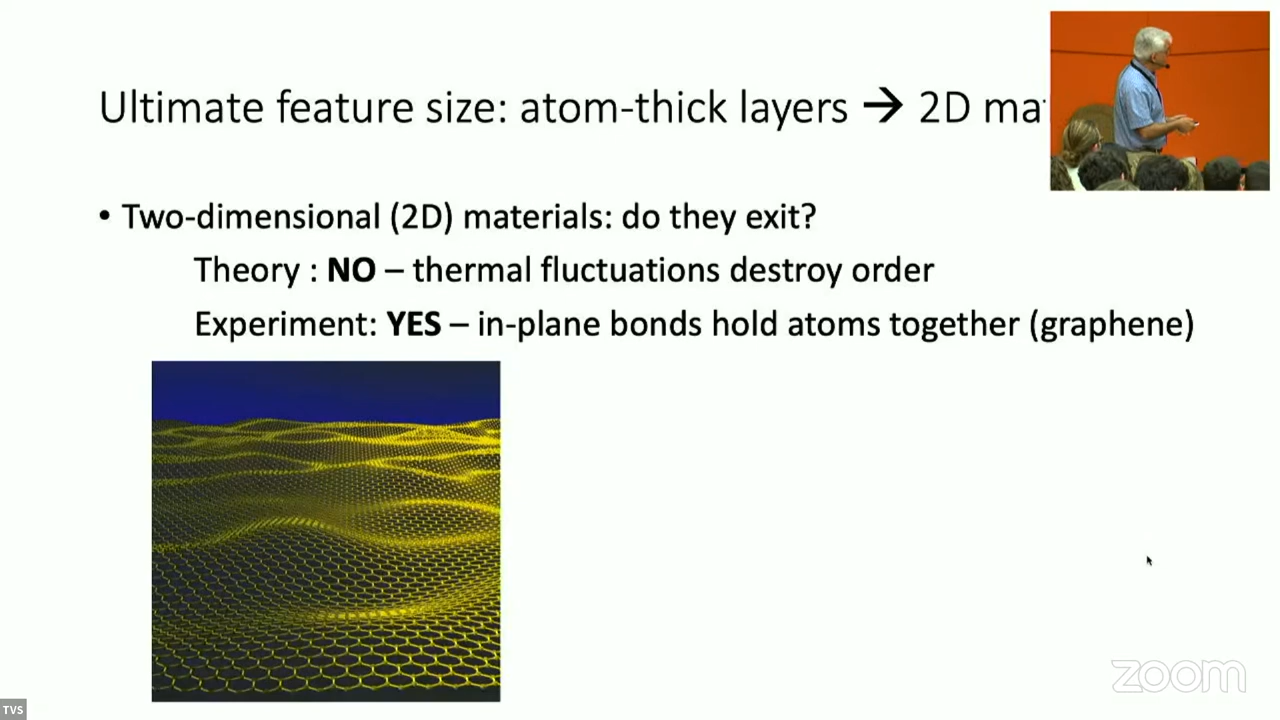 Ultimate feature size: atom-thick layers → 2D
• Two-dimensional (2D) materials: do they exit?
Theory : NO – thermal fluctuations destroy order
Experiment: YES – in-plane bonds hold atoms together (graphene)
zoom
TVS